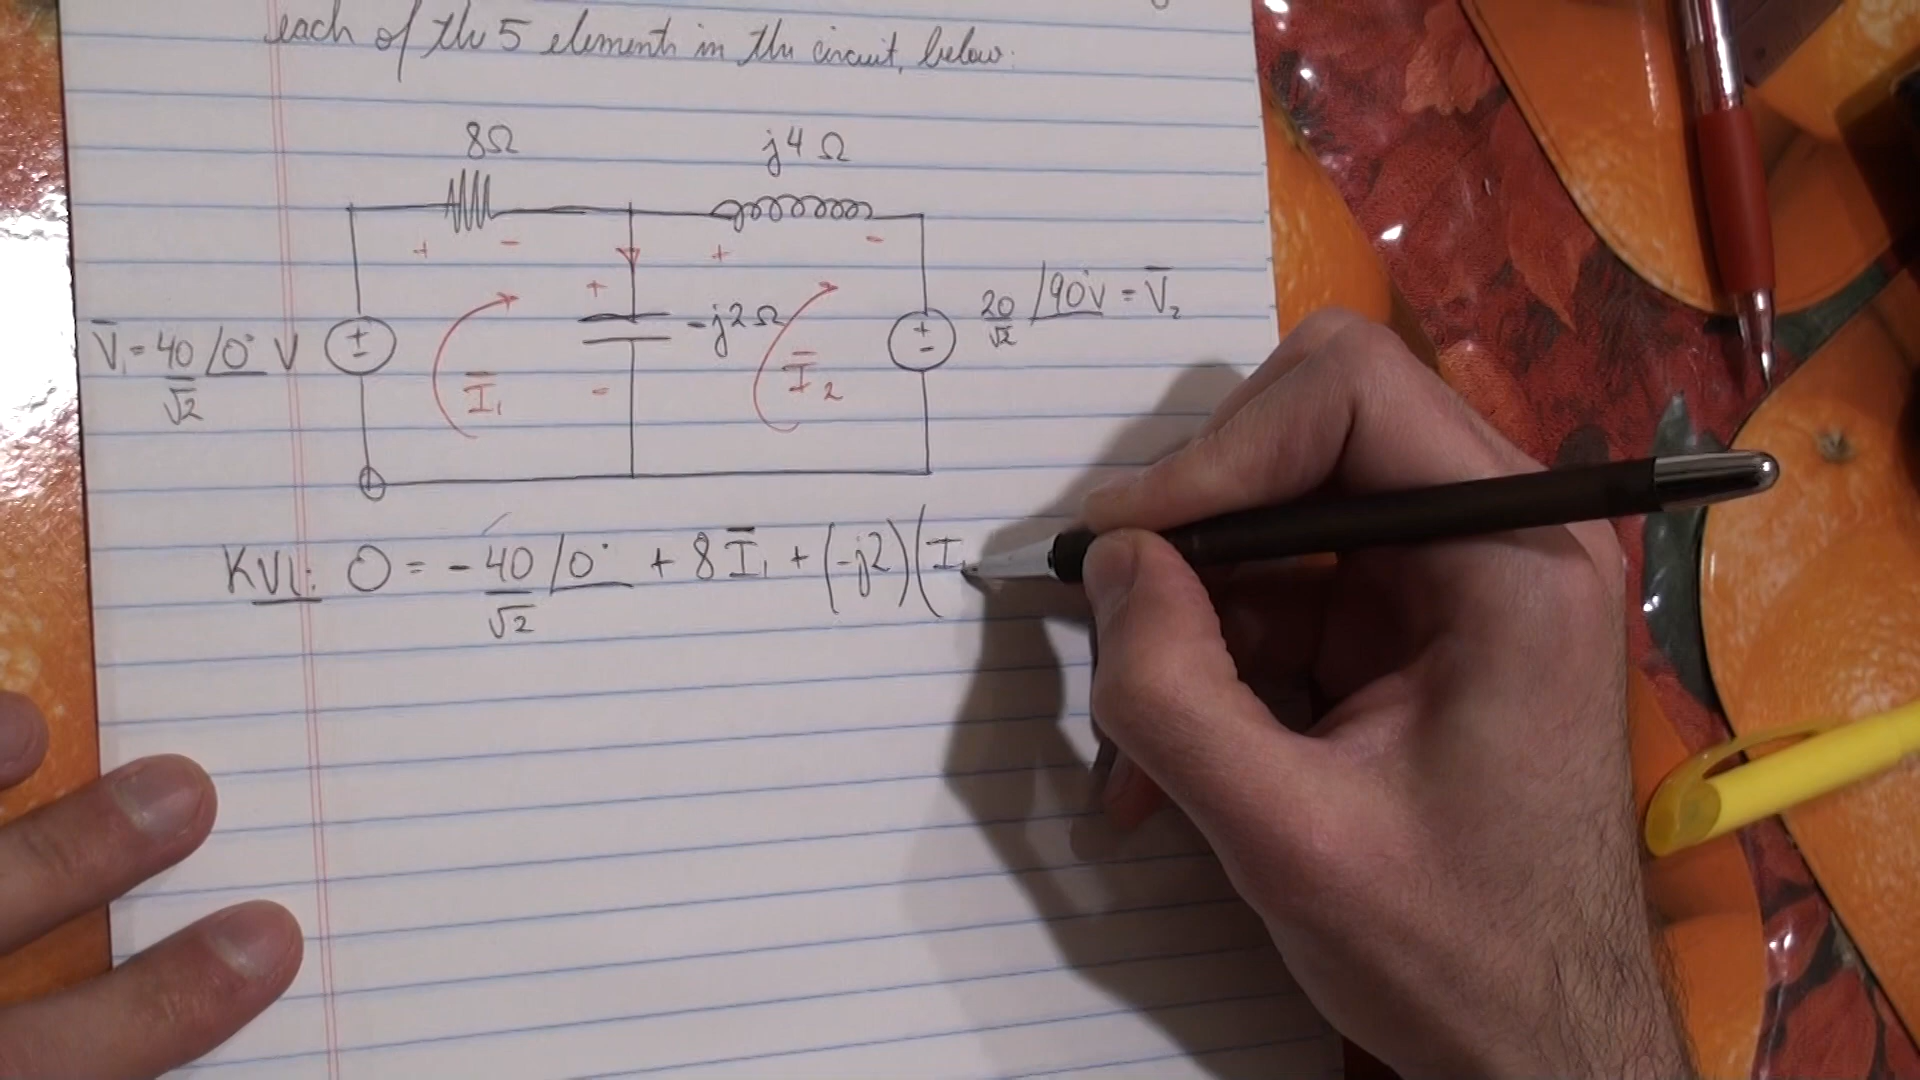 each of the 5 elements in the circuit, below:
8Ω j4 Ω
+ - + -
+
-j2Ω
20/√2 /90° V = V̄₂
V̄₁ = 40/√2 /0° V
+
-
+
-
Ī₁ - Ī₂
KVL: 0 = - 40/√2 /0° + 8 Ī₁ + (-j2)(I₁